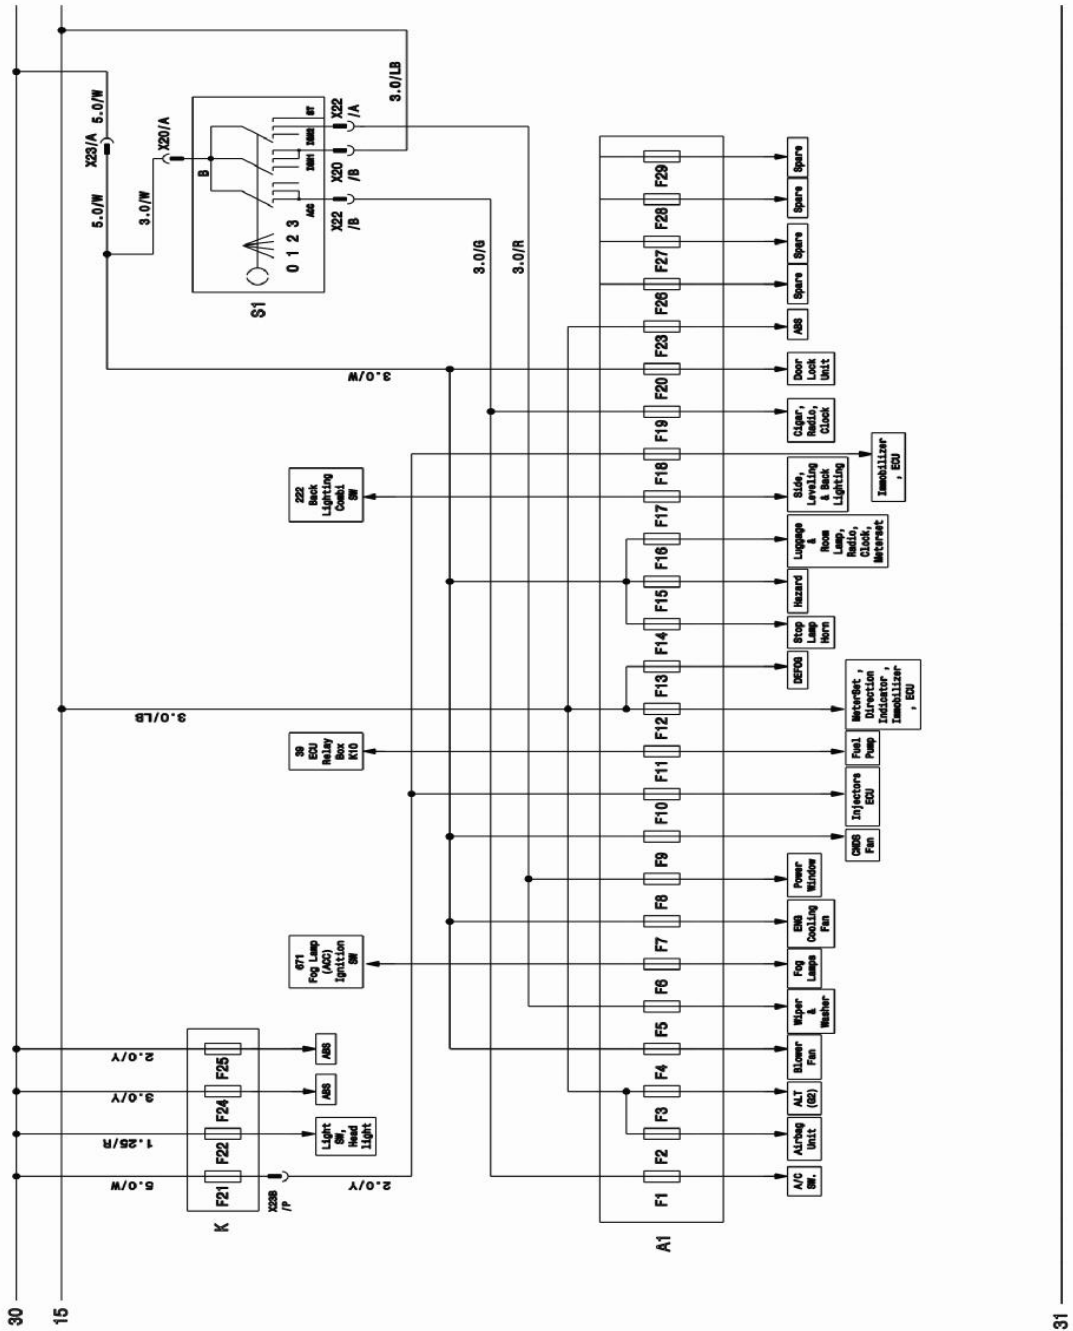 30
15
31
5.0/W
X23/A
5.0/W
3.0/W
X20/A
3.0/LB
B
ST
IGN2
IGN1
ACC
X22
/A
X20
/B
X22
/B
0 1 2 3
S1
3.0/G
3.0/R
3.0/W
3.0/LB
222
Back
Lighting
Combi
SW
39
ECU
Relay
Box
K10
671
Fog Lamp
(ACC)
Ignition
SW
5.0/W
1.25/R
3.0/Y
2.0/Y
F21
F22
F24
F25
K
X23B
/P
2.0/Y
Light
SW,
Head
light
ABS
ABS
A1
F1
F2
F3
F4
F5
F6
F7
F8
F9
F10
F11
F12
F13
F14
F15
F16
F17
F18
F19
F20
F23
F26
F27
F28
F29
A/C
SW.
Airbag
Unit
ALT
(G2)
Blower
Fan
Wiper
&
Washer
Fog
Lamps
ENG
Cooling
Fan
Power
Window
CNDS
Fan
Injectors
ECU
Fuel
Pump
MeterSet ,
Direction
Indicator ,
Immobilizer
, ECU
DEFOG
Stop
Lamp
Horn
Hazard
Luggage
&
Room
Lamp,
Radio,
Clock,
Meterset
Side,
Leveling
& Back
Lighting
Immobilizer
, ECU
Cigar,
Radio,
Clock
Door
Lock
Unit
ABS
Spare
Spare
Spare
Spare